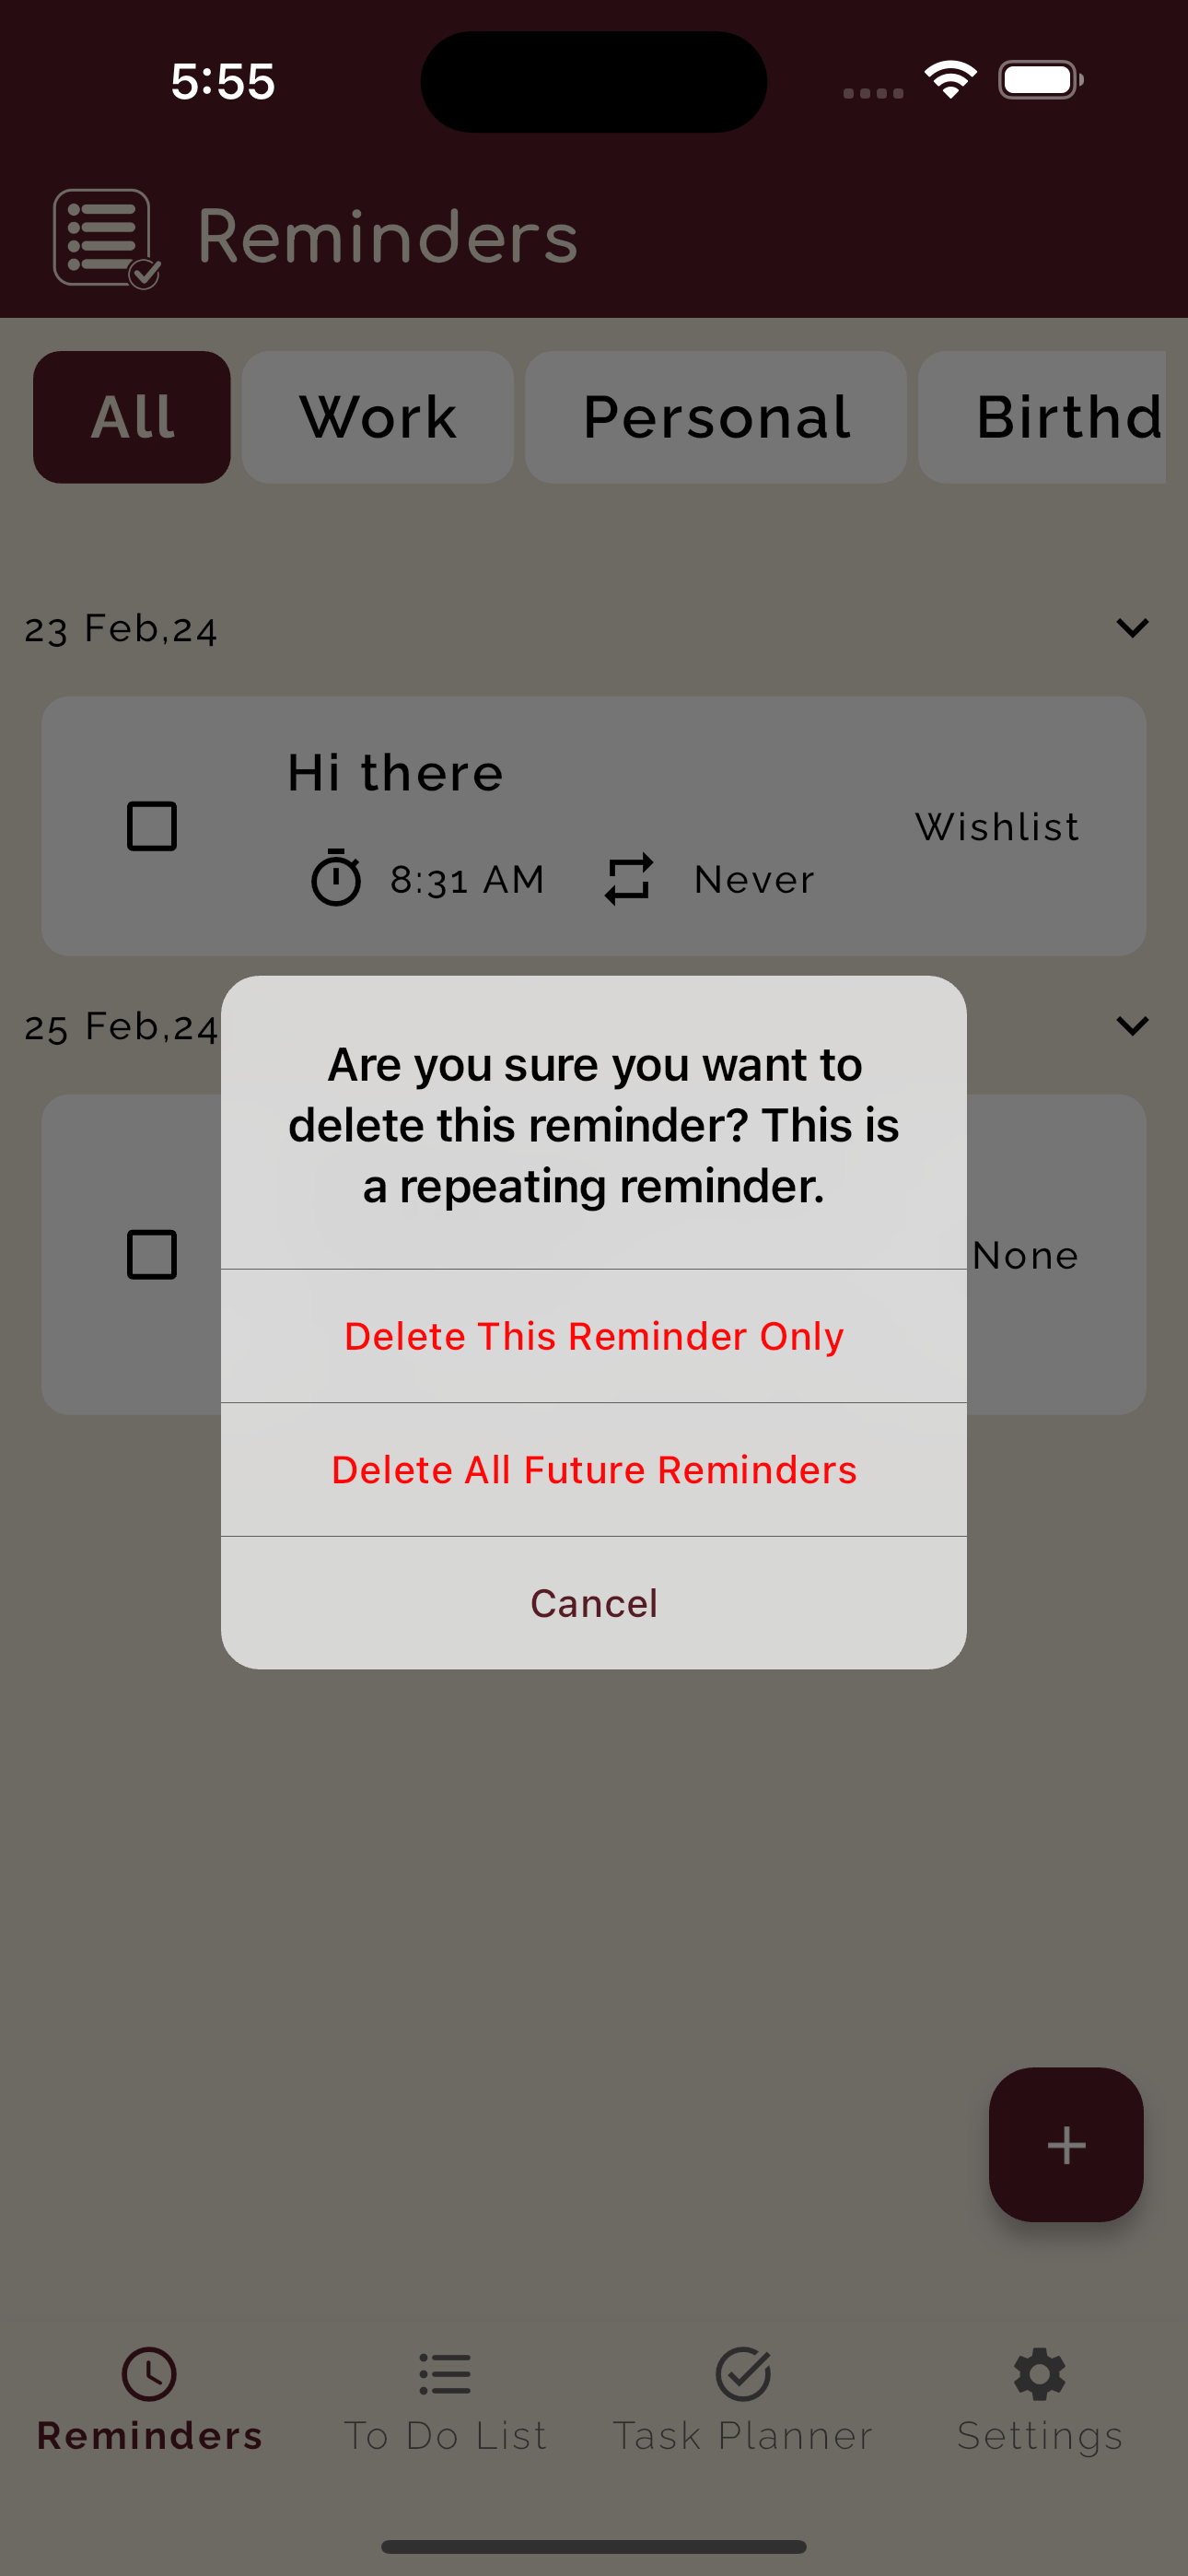 5:55
Reminders
All Work Personal Birthd
23 Feb,24
Hi there
Wishlist
8:31 AM Never
25 Feb,24
Are you sure you want to
delete this reminder? This is
a repeating reminder.
None
Delete This Reminder Only
Delete All Future Reminders
Cancel
Reminders To Do List Task Planner Settings